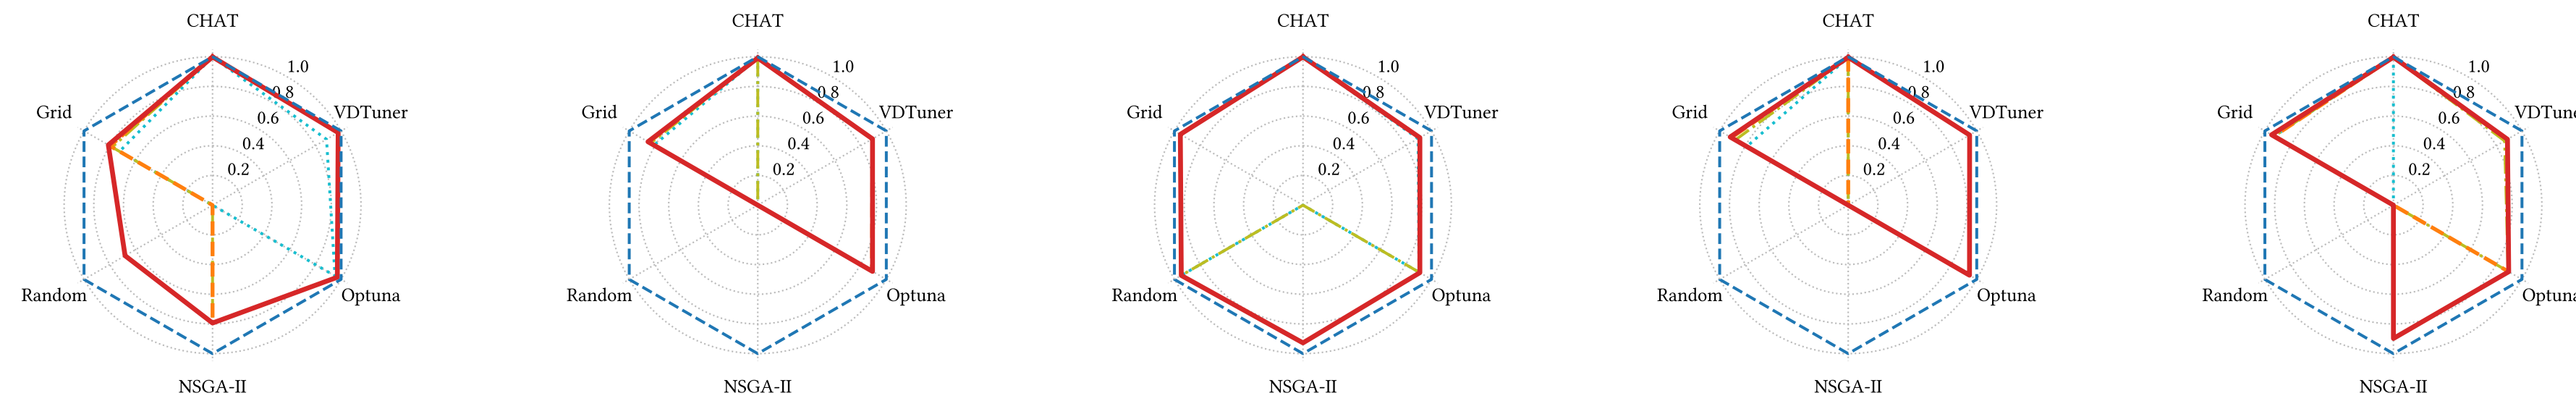 CHAT
1.0
0.8
Grid
VDTuner
0.6
0.4
0.2
Random
Optuna
NSGA-II
CHAT
1.0
0.8
Grid
VDTuner
0.6
0.4
0.2
Random
Optuna
NSGA-II
CHAT
1.0
0.8
Grid
VDTuner
0.6
0.4
0.2
Random
Optuna
NSGA-II
CHAT
1.0
0.8
Grid
VDTuner
0.6
0.4
0.2
Random
Optuna
NSGA-II
CHAT
1.0
0.8
Grid
VDTune
0.6
0.4
0.2
Random
Optuna
NSGA-II